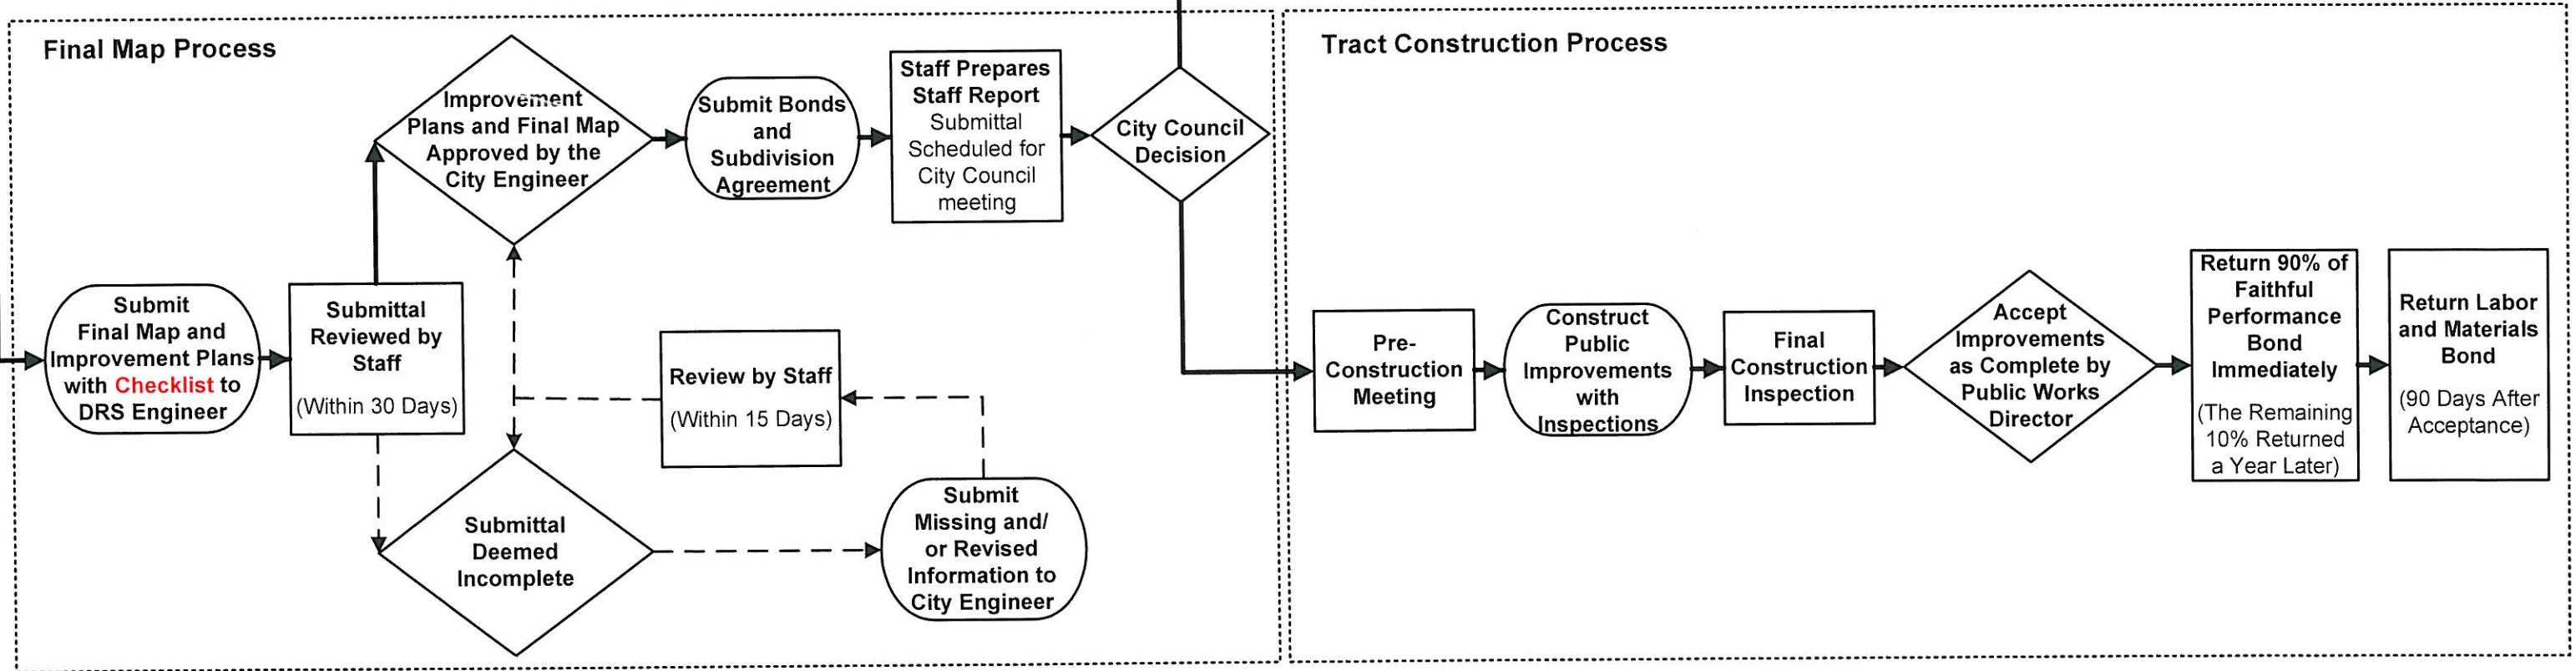 Final Map Process
Improvement
Plans and Final Map
Approved by the
City Engineer
Submit Bonds
and
Subdivision
Agreement
Staff Prepares
Staff Report
Submittal
Scheduled for
City Council
meeting
City Council
Decision
Submit
Final Map and
Improvement Plans
with Checklist to
DRS Engineer
Submittal
Reviewed by
Staff
(Within 30 Days)
Review by Staff
(Within 15 Days)
Submittal
Deemed
Incomplete
Submit
Missing and/
or Revised
Information to
City Engineer
Tract Construction Process
Pre-
Construction
Meeting
Construct
Public
Improvements
with
Inspections
Final
Construction
Inspection
Accept
Improvements
as Complete by
Public Works
Director
Return 90% of
Faithful
Performance
Bond
Immediately
(The Remaining
10% Returned
a Year Later)
Return Labor
and Materials
Bond
(90 Days After
Acceptance)